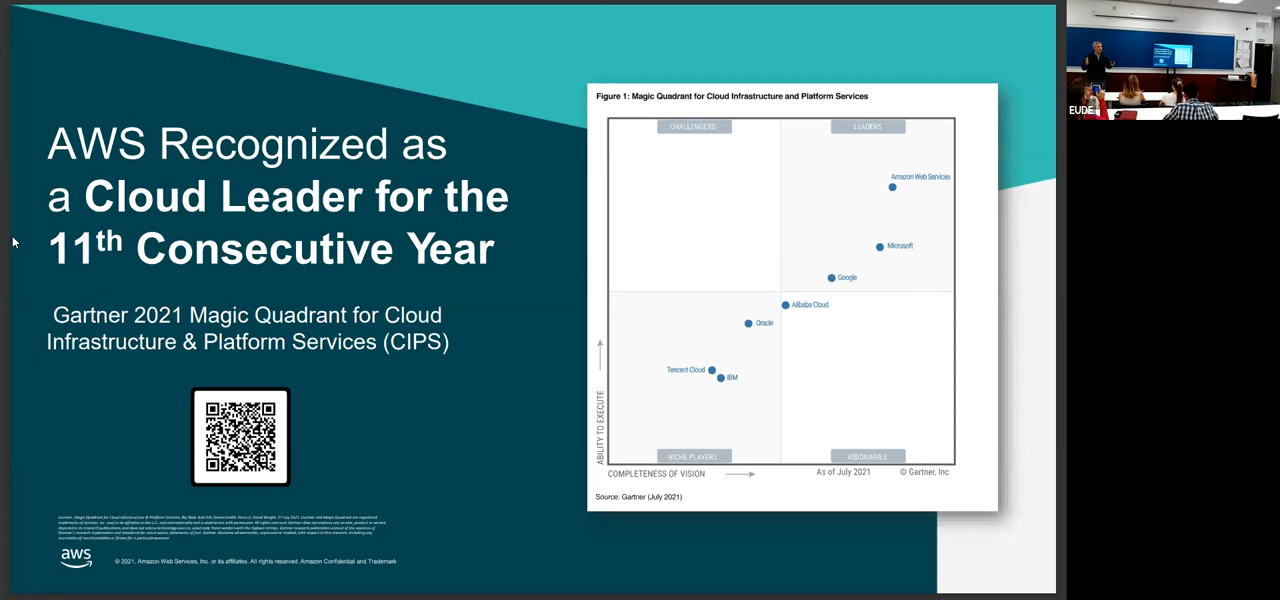 AWS Recognized as
a Cloud Leader for the
11th Consecutive Year
Gartner 2021 Magic Quadrant for Cloud
Infrastructure & Platform Services (CIPS)
aws
© 2021, Amazon Web Services, Inc. or its affiliates. All rights reserved. Amazon Confidential and Trademark
Figure 1: Magic Quadrant for Cloud Infrastructure and Platform Services
CHALLENGERS
LEADERS
Amazon Web Services
Microsoft
Google
Alibaba Cloud
Oracle
Tencent Cloud
IBM
ABILITY TO EXECUTE
NICHE PLAYERS
VISIONARIES
COMPLETENESS OF VISION
As of July 2021
© Gartner, Inc
Source: Gartner (July 2021)
EUDE